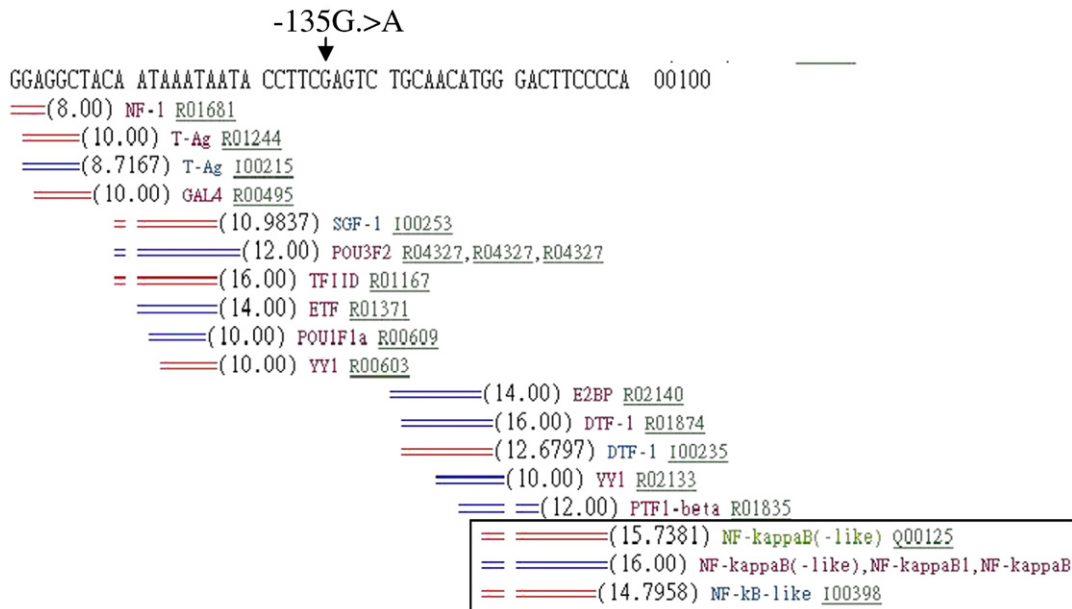 -135G.>A
GGAGGCTACA ATAAATAATA CCTTCGAGTC TGCAACATGG GACTTCCCCA 00100
(8.00) NF-1 R01681
(10.00) T-Ag R01244
(8.7167) T-Ag I00215
(10.00) GAL4 R00495
(10.9837) SGF-1 I00253
(12.00) POU3F2 R04327,R04327,R04327
(16.00) TFIID R01167
(14.00) ETF R01371
(10.00) POU1F1a R00609
(10.00) YY1 R00603
(14.00) E2BP R02140
(16.00) DTF-1 R01874
(12.6797) DTF-1 I00235
(10.00) YY1 R02133
(12.00) PTF1-beta R01835
(15.7381) NF-kappaB(-like) Q00125
(16.00) NF-kappaB(-like),NF-kappaB1,NF-kappaB
(14.7958) NF-kB-like I00398